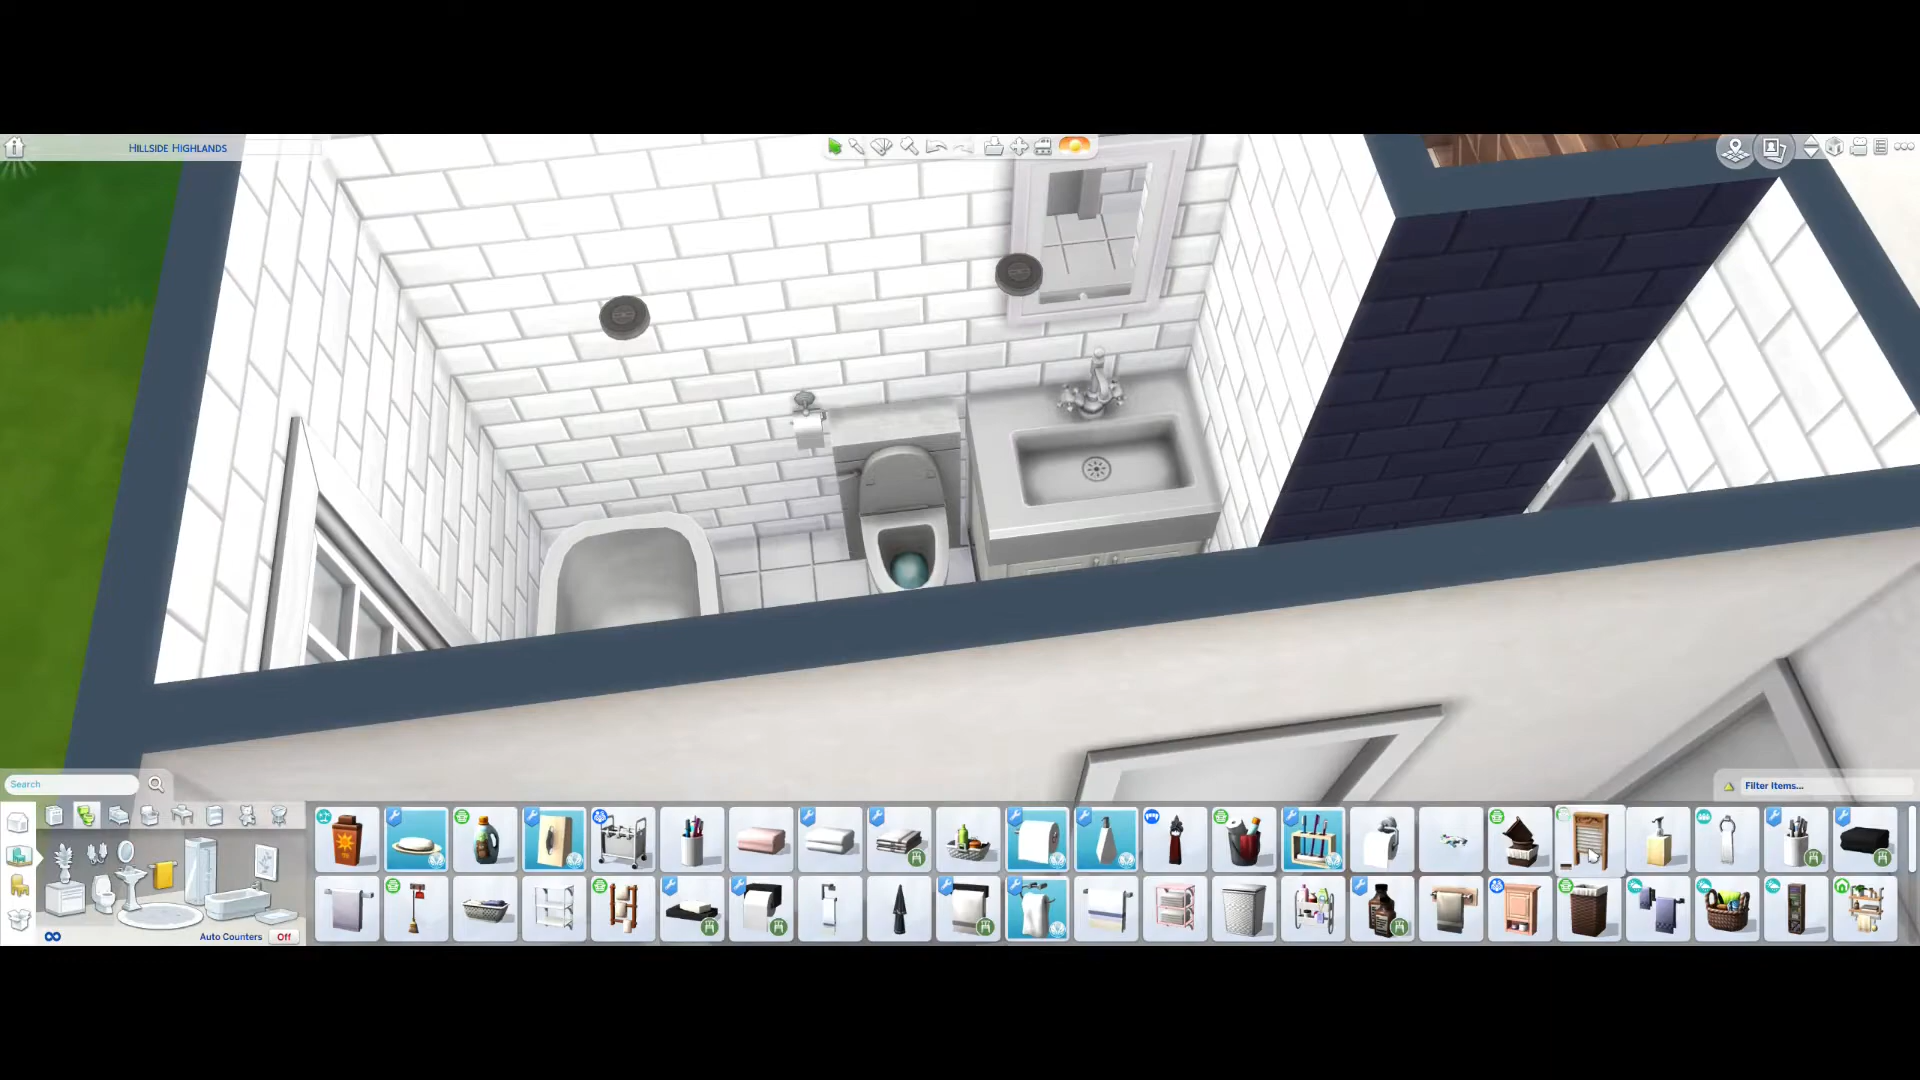 HILLSIDE HIGHLANDS
Search
Filter Items...
Auto Counters
Off